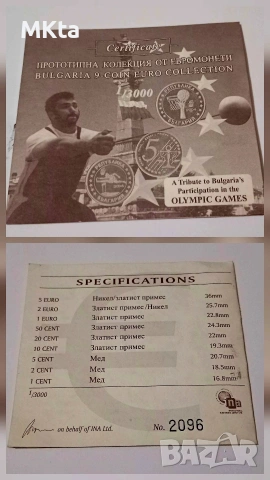 MKta
Certificate
ПРОТОТИПНА КОЛЕКЦИЯ ОТ ЕВРОМОНЕТИ
BULGARIA 9 COIN EURO COLLECTION
1/3000
A Tribute to Bulgaria's
Participation in the
OLYMPIC GAMES
SPECIFICATIONS
5 EURO Никел/златист примес 36mm
2 EURO Златист примес/Никел 25.7mm
1 EURO Златист примес 22.8mm
50 CENT Златист примес 24.2mm
20 CENT Златист примес 22mm
10 CENT Златист примес 19.3mm
5 CENT Мед 20.7mm
2 CENT Мед 18.5mm
1 CENT Мед 16.8mm
1/3000
on behalf of INA Ltd. No. 2096
BAZAR